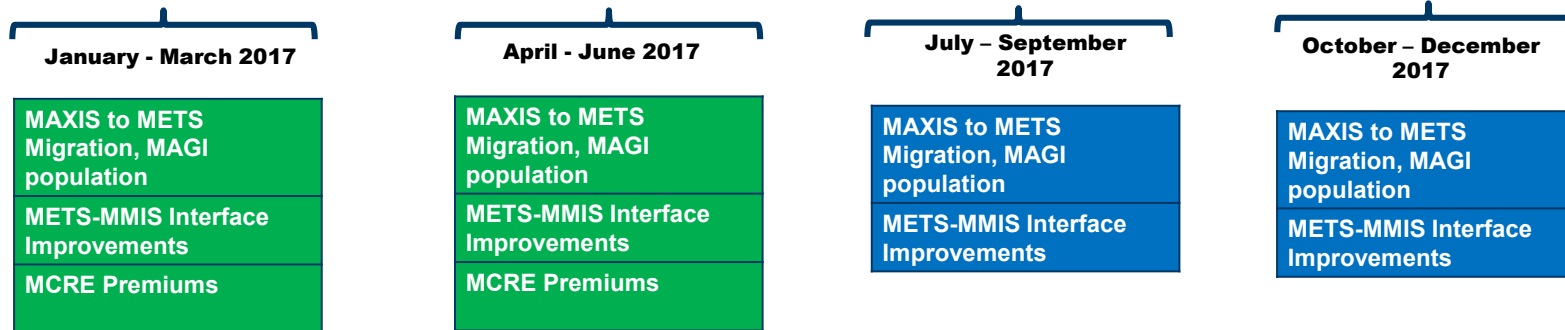 January - March 2017
MAXIS to METS
Migration, MAGI
population
METS-MMIS Interface
Improvements
MCRE Premiums
April - June 2017
MAXIS to METS
Migration, MAGI
population
METS-MMIS Interface
Improvements
MCRE Premiums
July – September
2017
MAXIS to METS
Migration, MAGI
population
METS-MMIS Interface
Improvements
October – December
2017
MAXIS to METS
Migration, MAGI
population
METS-MMIS Interface
Improvements